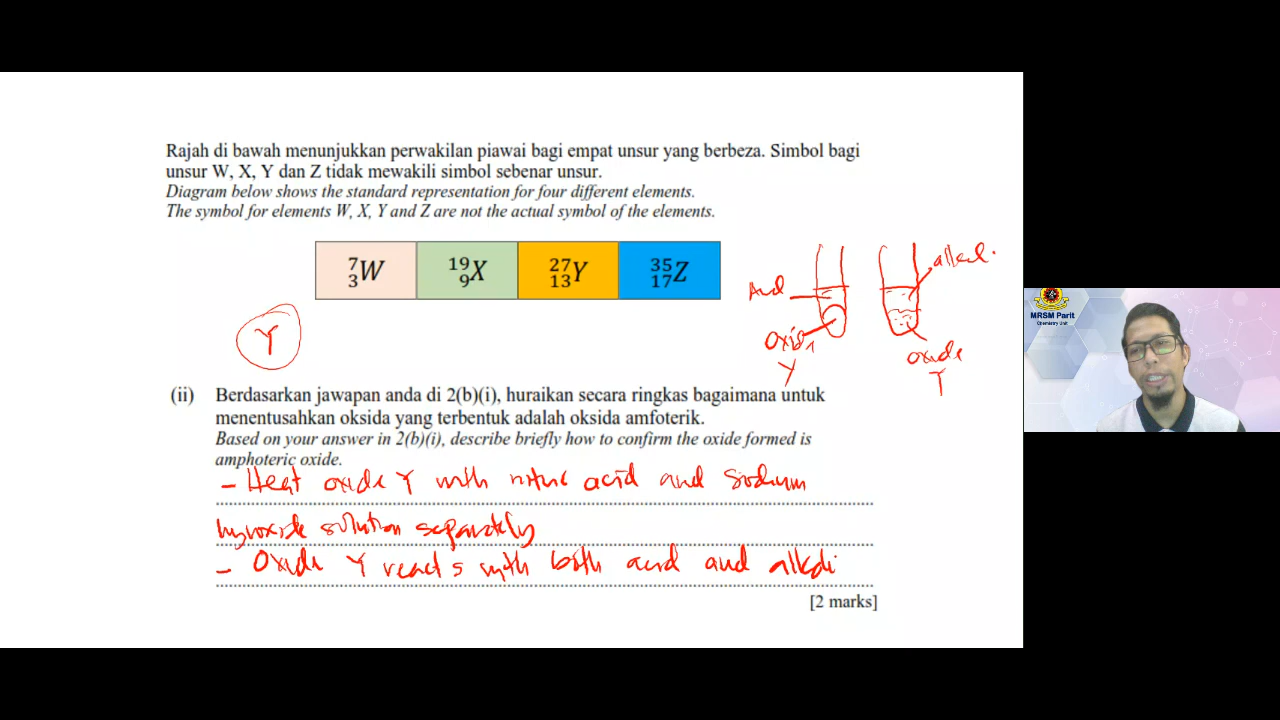 Rajah di bawah menunjukkan perwakilan piawai bagi empat unsur yang berbeza. Simbol bagi
unsur W, X, Y dan Z tidak mewakili simbol sebenar unsur.
Diagram below shows the standard representation for four different elements.
The symbol for elements W, X, Y and Z are not the actual symbol of the elements.
7 3 W 19 9 X 27 13 Y 35 17 Z
Acid
alkali
oxide
Y
oxide
Y
Y
MRSM Parit
Chemistry Unit
(ii) Berdasarkan jawapan anda di 2(b)(i), huraikan secara ringkas bagaimana untuk
menentusahkan oksida yang terbentuk adalah oksida amfoterik.
Based on your answer in 2(b)(i), describe briefly how to confirm the oxide formed is
amphoteric oxide.
- Heat oxide Y with nitric acid and sodium
hyroxide solution separately
- Oxide Y reacts with both acid and alkali
[2 marks]